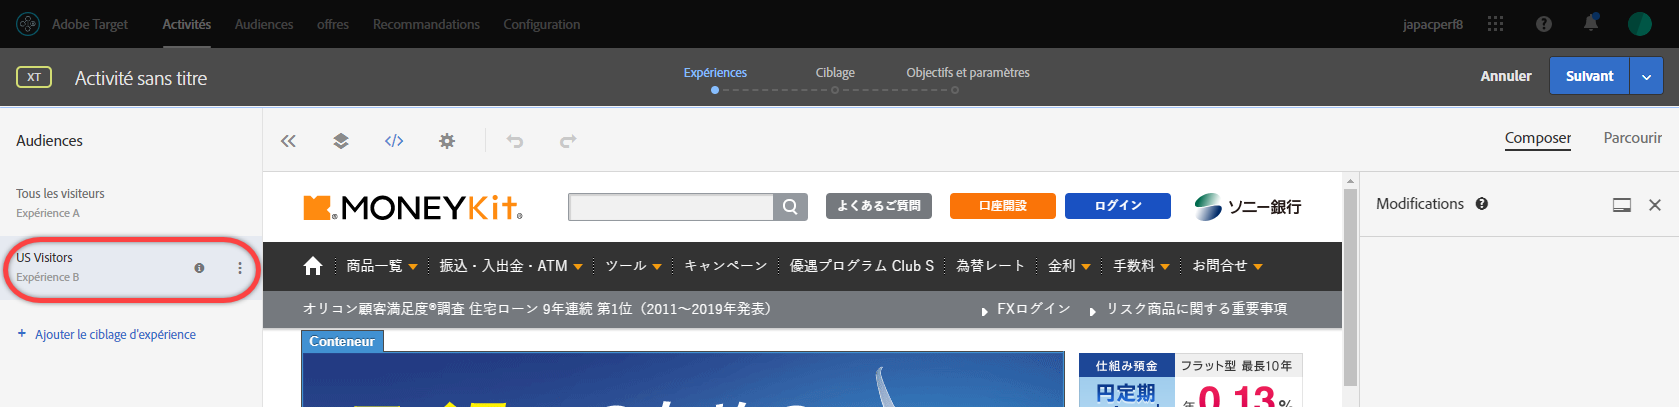 Adobe Target Activités Audiences offres Recommandations Configuration japacperf8
XT Activité sans titre Expériences Ciblage Objectifs et paramètres Annuler Suivant
Audiences
Composer Parcourir
Tous les visiteurs
Expérience A
US Visitors
Expérience B
+ Ajouter le ciblage d'expérience
MONEYKit よくあるご質問 口座開設 ログイン ソニー銀行
Modifications
商品一覧 振込・入出金・ATM ツール キャンペーン 優遇プログラム Club S 為替レート 金利 手数料 お問合せ
オリコン顧客満足度®調査 住宅ローン 9年連続 第1位（2011～2019年発表） FXログイン リスク商品に関する重要事項
Conteneur
仕組み預金 フラット型 最長10年
円定期
年0.13%